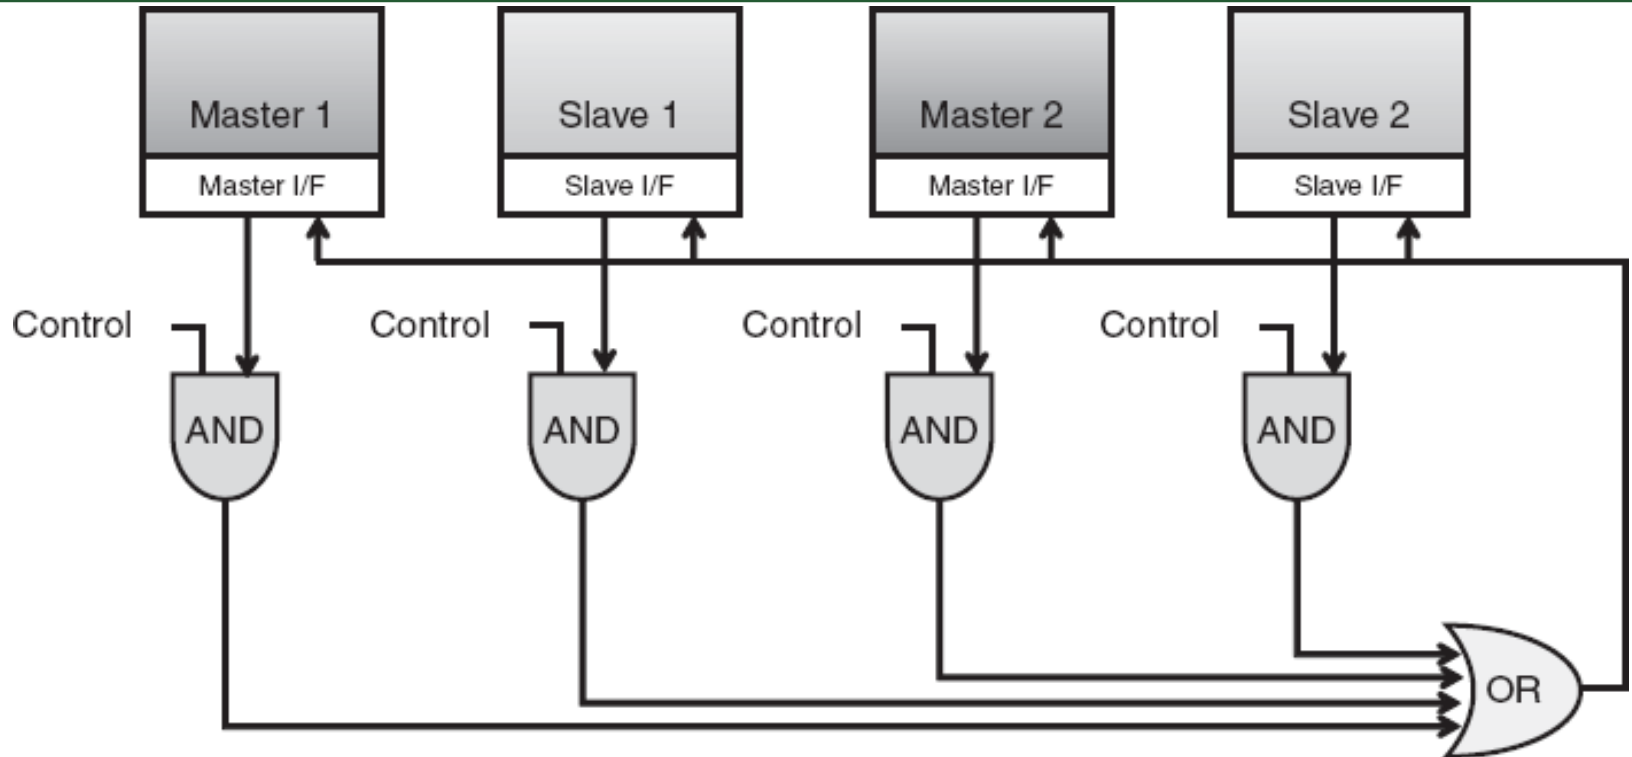 Master 1
Slave 1
Master 2
Slave 2
Master I/F
Slave I/F
Master I/F
Slave I/F
Control
Control
Control
Control
AND
AND
AND
AND
OR